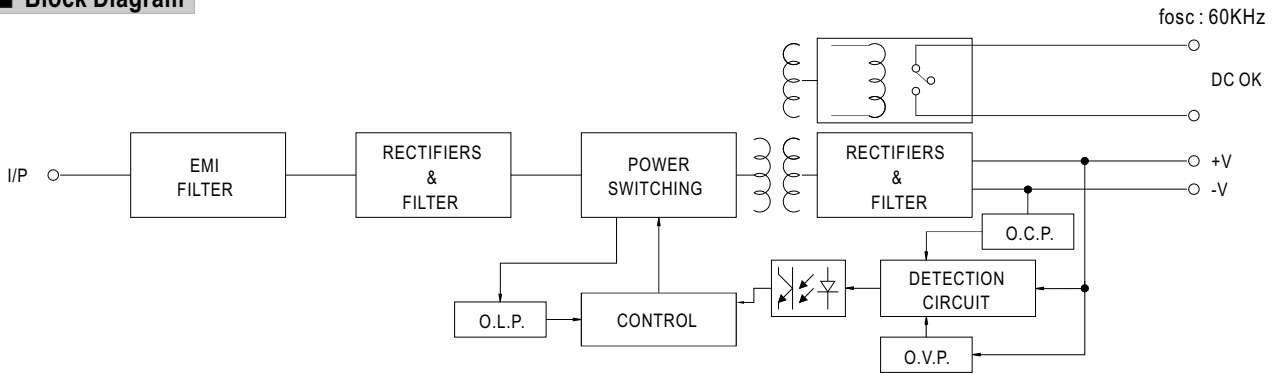 ■ Block Diagram
fosc : 60KHz
DC OK
I/P
EMI
FILTER
RECTIFIERS
&
FILTER
POWER
SWITCHING
RECTIFIERS
&
FILTER
+V
-V
O.C.P.
DETECTION
CIRCUIT
O.L.P.
CONTROL
O.V.P.